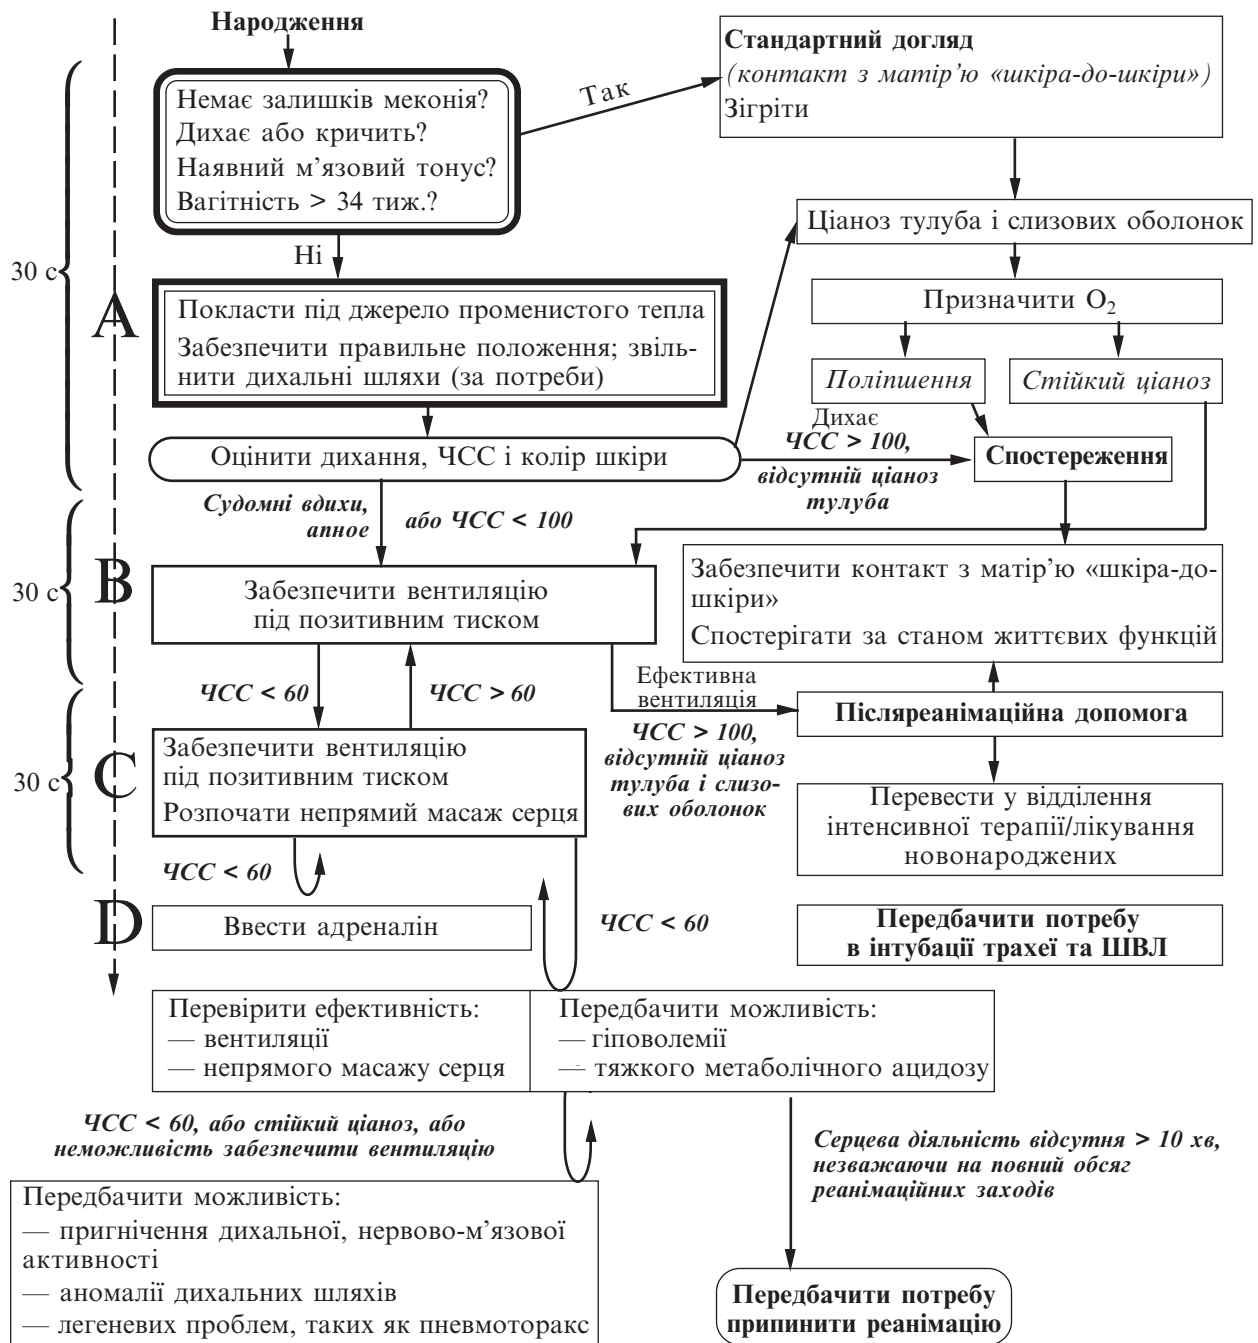 Народження
Немає залишків меконія?
Дихає або кричить?
Наявний м’язовий тонус?
Вагітність > 34 тиж.?
Так
Стандартний догляд
(контакт з матір’ю «шкіра-до-шкіри»)
Зігріти
Ні
30 с
A
Покласти під джерело променистого тепла
Забезпечити правильне положення; звіль-
нити дихальні шляхи (за потреби)
Ціаноз тулуба і слизових оболонок
Призначити O₂
Поліпшення
Стійкий ціаноз
Оцінити дихання, ЧСС і колір шкіри
Дихає
ЧСС > 100,
відсутній ціаноз
тулуба
Спостереження
Судомні вдихи,
апное
або ЧСС < 100
30 с
B
Забезпечити вентиляцію
під позитивним тиском
Забезпечити контакт з матір’ю «шкіра-до-
шкіри»
Спостерігати за станом життєвих функцій
ЧСС < 60
ЧСС > 60
Ефективна
вентиляція
ЧСС > 100,
відсутній ціаноз
тулуба і слизо-
вих оболонок
Післяреанімаційна допомога
30 с
C
Забезпечити вентиляцію
під позитивним тиском
Розпочати непрямий масаж серця
Перевести у відділення
інтенсивної терапії/лікування
новонароджених
ЧСС < 60
D
Ввести адреналін
ЧСС < 60
Передбачити потребу
в інтубації трахеї та ШВЛ
Перевірити ефективність:
— вентиляції
— непрямого масажу серця
Передбачити можливість:
— гіповолемії
— тяжкого метаболічного ацидозу
ЧСС < 60, або стійкий ціаноз, або
неможливість забезпечити вентиляцію
Серцева діяльність відсутня > 10 хв,
незважаючи на повний обсяг
реанімаційних заходів
Передбачити можливість:
— пригнічення дихальної, нервово-м’язової
активності
— аномалії дихальних шляхів
— легеневих проблем, таких як пневмоторакс
Передбачити потребу
припинити реанімацію